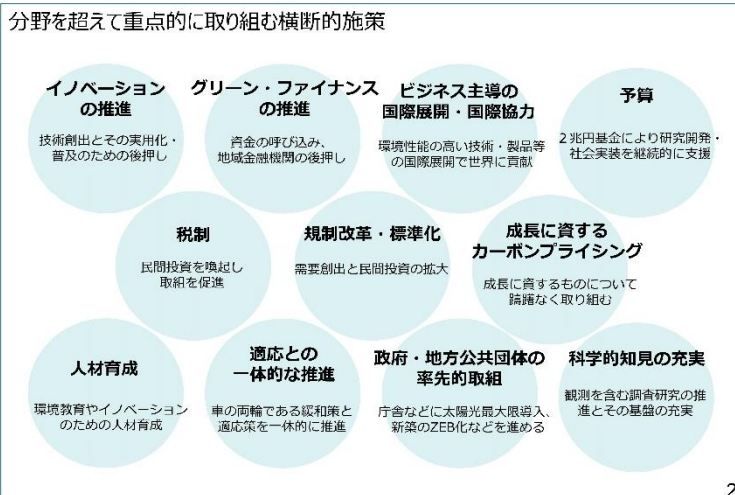 分野を超えて重点的に取り組む横断的施策
イノベーション
の推進
技術創出とその実用化・
普及のための後押し
グリーン・ファイナンス
の推進
資金の呼び込み、
地域金融機関の後押し
ビジネス主導の
国際展開・国際協力
環境性能の高い技術・製品等
の国際展開で世界に貢献
予算
2兆円基金により研究開発・
社会実装を継続的に支援
税制
民間投資を喚起し
取組を促進
規制改革・標準化
需要創出と民間投資の拡大
成長に資する
カーボンプライシング
成長に資するものについて
躊躇なく取り組む
人材育成
環境教育やイノベーション
のための人材育成
適応との
一体的な推進
車の両輪である緩和策と
適応策を一体的に推進
政府・地方公共団体の
率先的取組
庁舎などに太陽光最大限導入、
新築のZEB化などを進める
科学的知見の充実
観測を含む調査研究の推
進とその基盤の充実
2